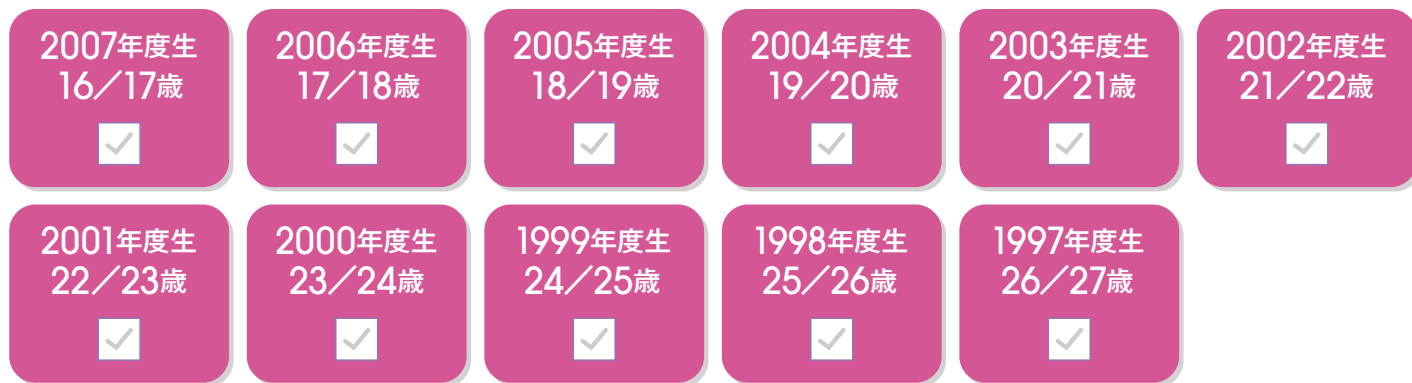 2007年度生
16／17歳
2006年度生
17／18歳
2005年度生
18／19歳
2004年度生
19／20歳
2003年度生
20／21歳
2002年度生
21／22歳
2001年度生
22／23歳
2000年度生
23／24歳
1999年度生
24／25歳
1998年度生
25／26歳
1997年度生
26／27歳